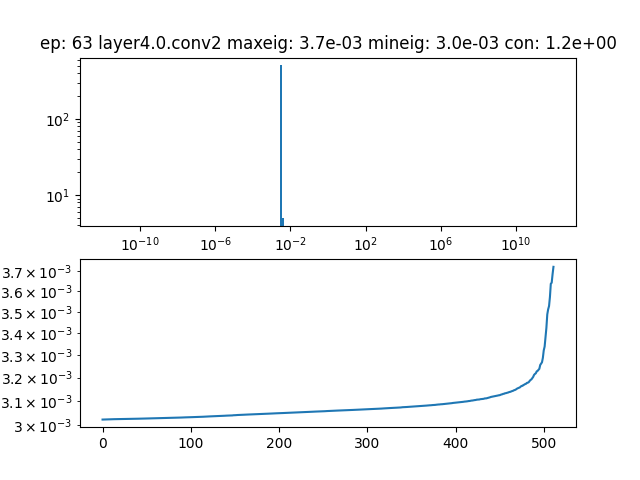 ep: 63 layer4.0.conv2 maxeig: 3.7e-03 mineig: 3.0e-03 con: 1.2e+00
10²
10¹
10⁻¹⁰ 10⁻⁶ 10⁻² 10² 10⁶ 10¹⁰
3.7 × 10⁻³
3.6 × 10⁻³
3.5 × 10⁻³
3.4 × 10⁻³
3.3 × 10⁻³
3.2 × 10⁻³
3.1 × 10⁻³
3 × 10⁻³
0 100 200 300 400 500